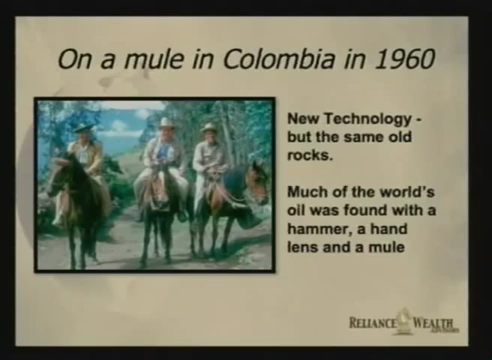 On a mule in Colombia in 1960
New Technology -
but the same old
rocks.
Much of the world's
oil was found with a
hammer, a hand
lens and a mule
RELIANCE WEALTH